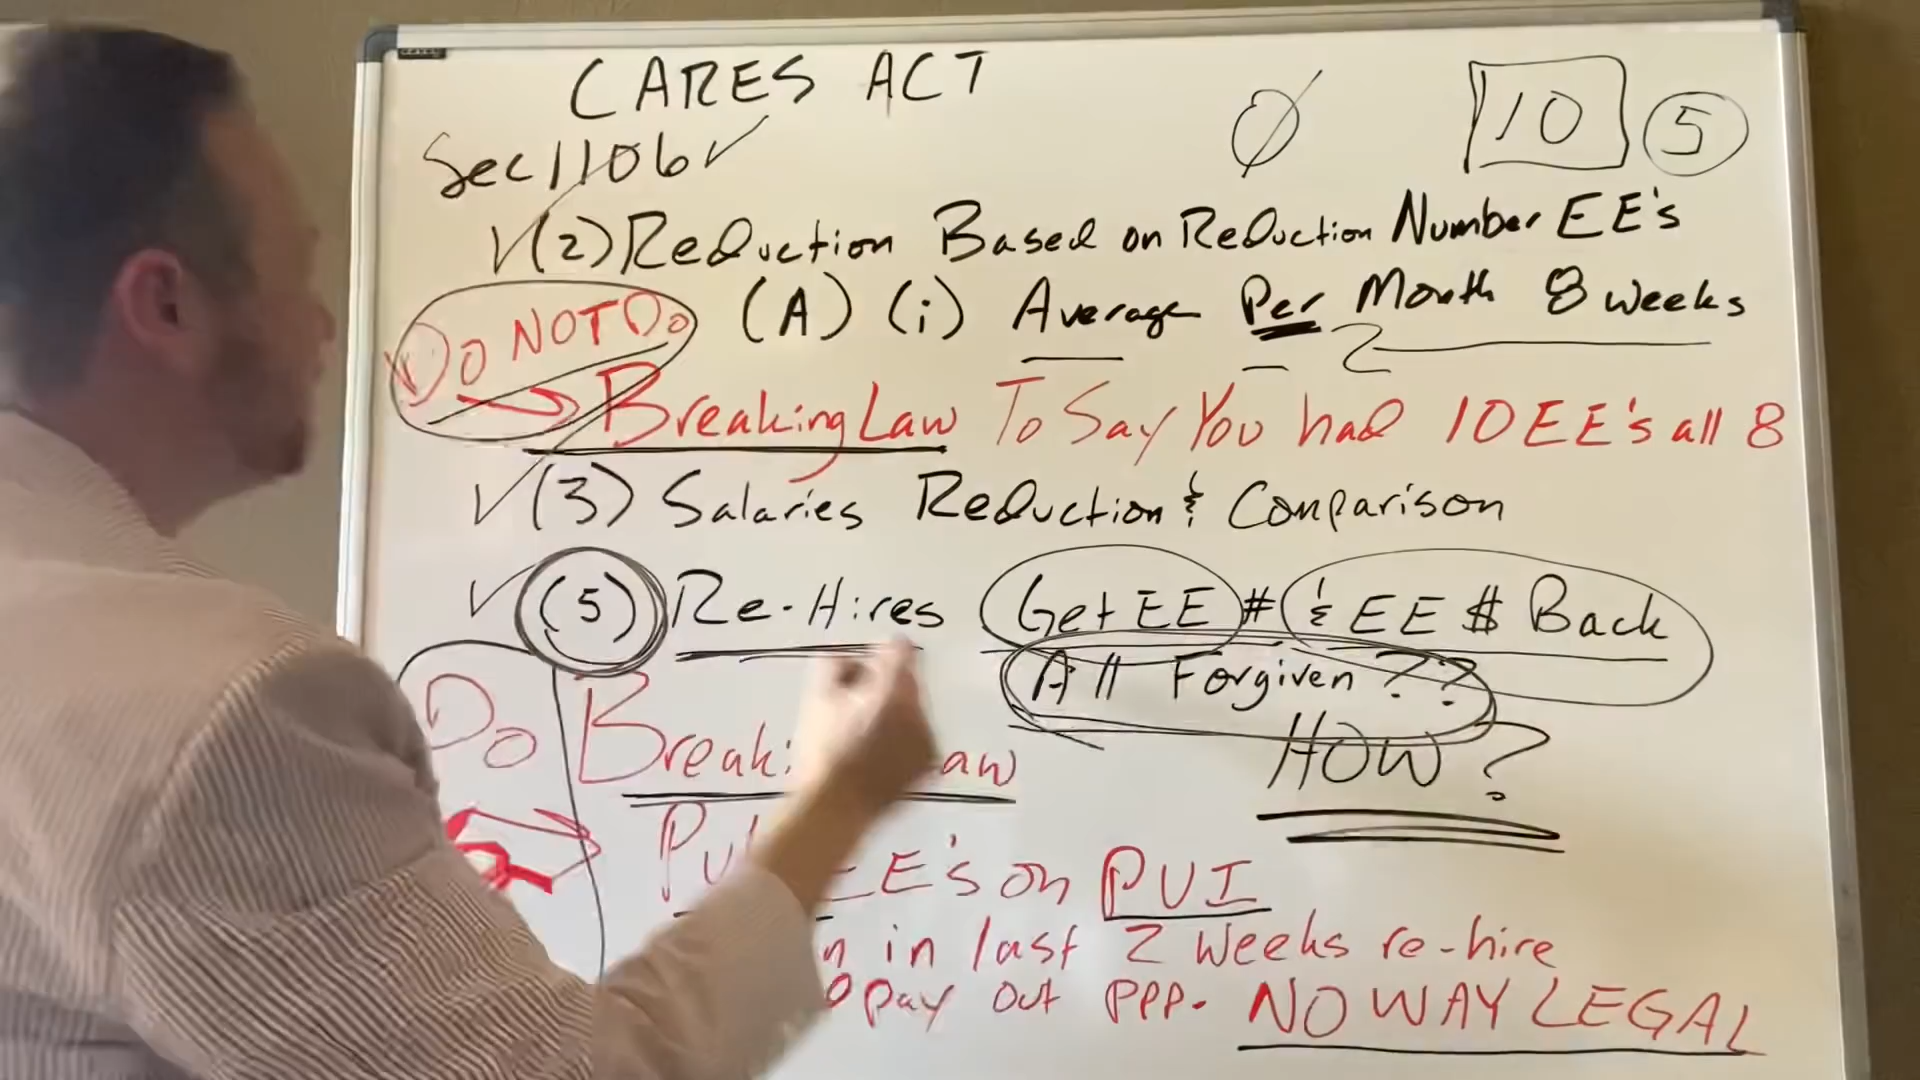 CARES ACT
Ø 10 5
Sec 1106 ✓
✓ (2) Reduction Based on Reduction Number EE's
(A) (i) Average Per Month 8 weeks
Do NOT Do
2
Breaking Law To Say You had 10 EE's all 8
✓ (3) Salaries Reduction & Comparison
✓ (5) Re-Hires Get EE # & EE $ Back
All Forgiven ??
HOW?
Do
EE's on PUI
in last 2 weeks re-hire
pay out PPP. NO WAY LEGAL